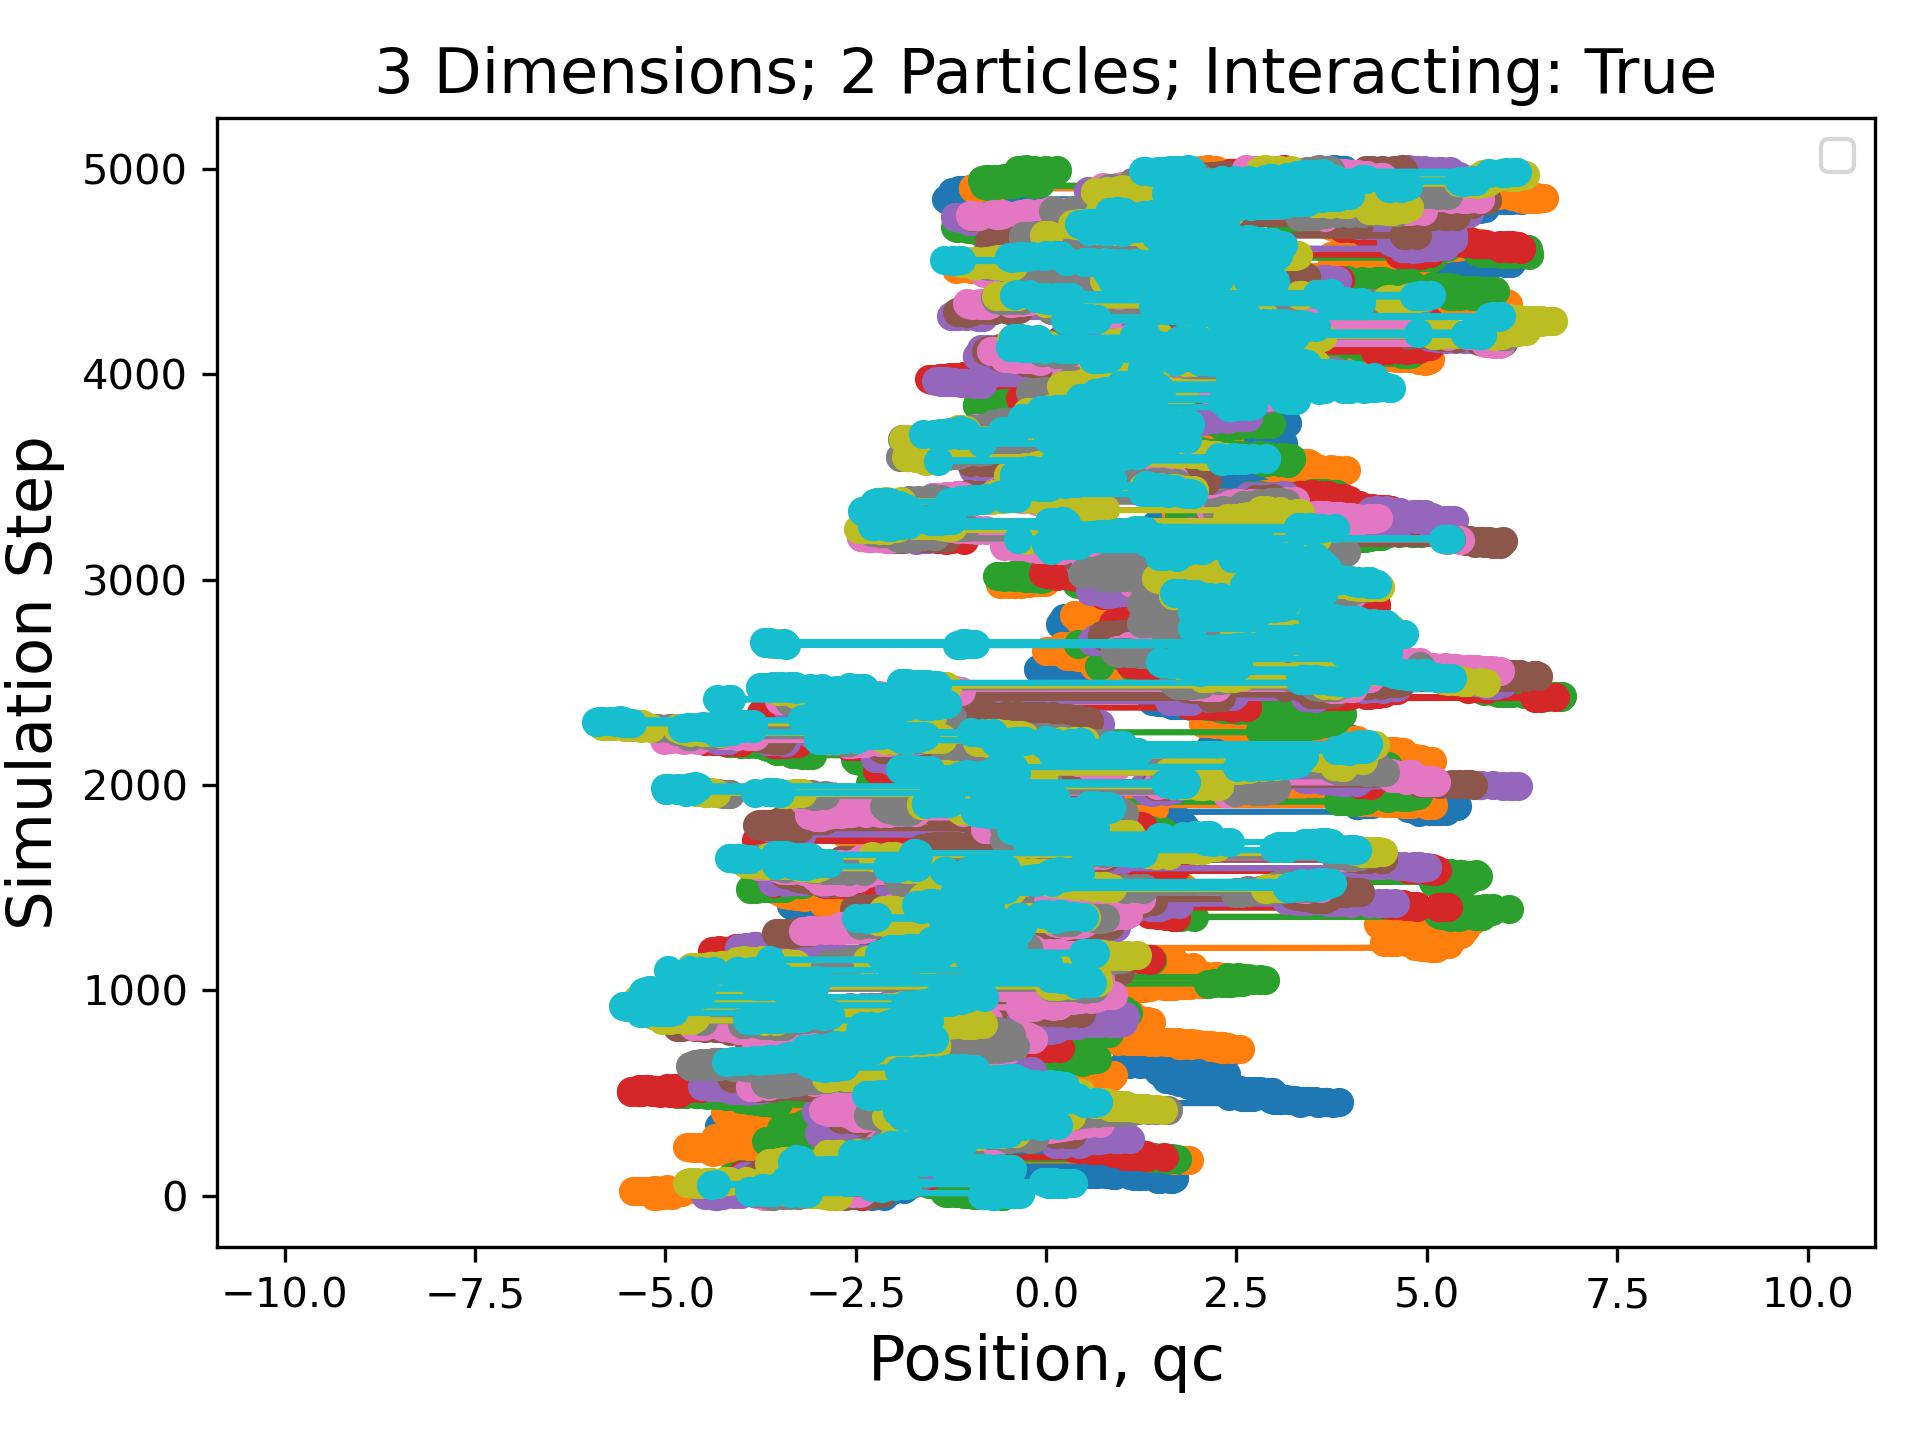 3 Dimensions; 2 Particles; Interacting: True
Simulation Step
5000
4000
3000
2000
1000
0
−10.0 −7.5 −5.0 −2.5 0.0 2.5 5.0 7.5 10.0
Position, qc